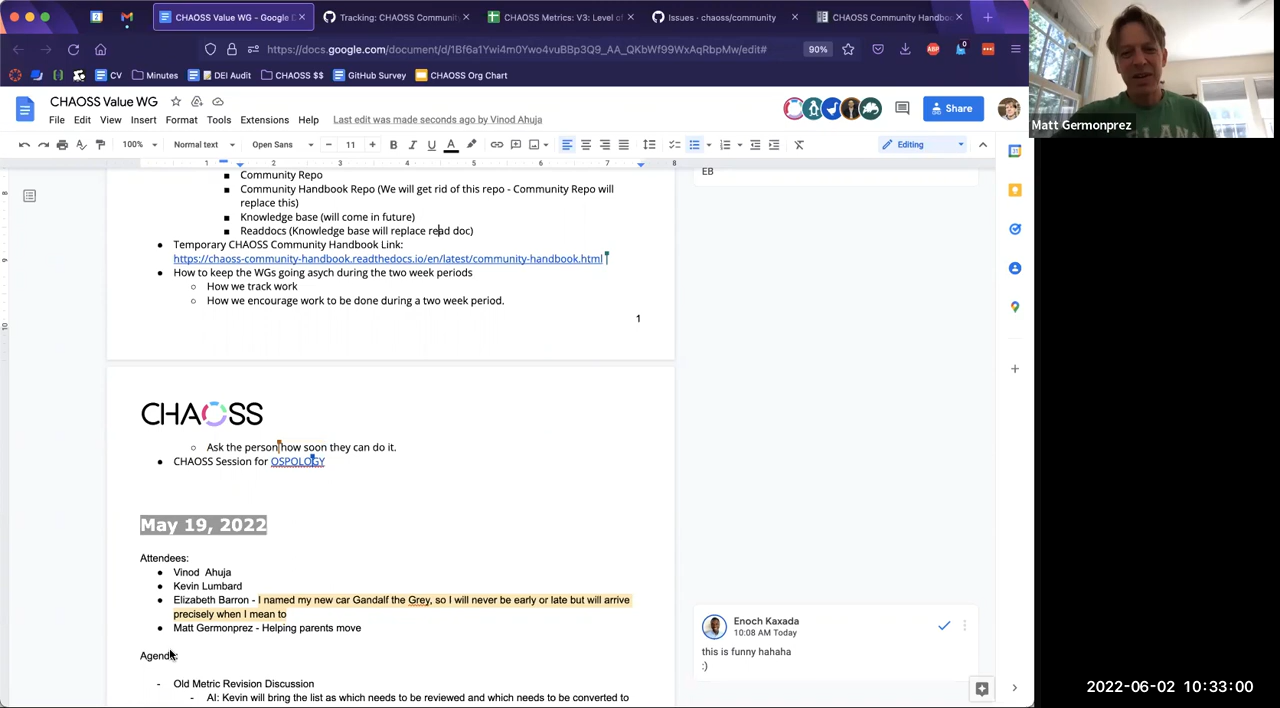 CHAOSS Value WG - Google D
Tracking: CHAOSS Communit
CHAOSS Metrics: V3: Level of
Issues · chaoss/community
CHAOSS Community Handboo
https://docs.google.com/document/d/1Bf6a1Ywi4m0Ywo4vuBBp3Q9_AA_QKbWf99WxAqRbpMw/edit#
90%
ABP
0
CV
Minutes
DEI Audit
CHAOSS $$
GitHub Survey
CHAOSS Org Chart
CHAOSS Value WG
File Edit View Insert Format Tools Extensions Help
Last edit was made seconds ago by Vinod Ahuja
Share
100%
Normal text
Open Sans
11
B I U A
Editing
1 2 3 4 5 6 7 8
Community Repo
Community Handbook Repo (We will get rid of this repo - Community Repo will
replace this)
Knowledge base (will come in future)
Readdocs (Knowledge base will replace read doc)
Temporary CHAOSS Community Handbook Link:
https://chaoss-community-handbook.readthedocs.io/en/latest/community-handbook.html
How to keep the WGs going asych during the two week periods
How we track work
How we encourage work to be done during a two week period.
1
CHAOSS
Ask the person how soon they can do it.
CHAOSS Session for OSPOLOGY
May 19, 2022
Attendees:
Vinod Ahuja
Kevin Lumbard
Elizabeth Barron - I named my new car Gandalf the Grey, so I will never be early or late but will arrive
precisely when I mean to
Matt Germonprez - Helping parents move
Agenda:
- Old Metric Revision Discussion
- AI: Kevin will bring the list as which needs to be reviewed and which needs to be converted to
EB
Enoch Kaxada
10:08 AM Today
this is funny hahaha
:)
Matt Germonprez
2022-06-02 10:33:00